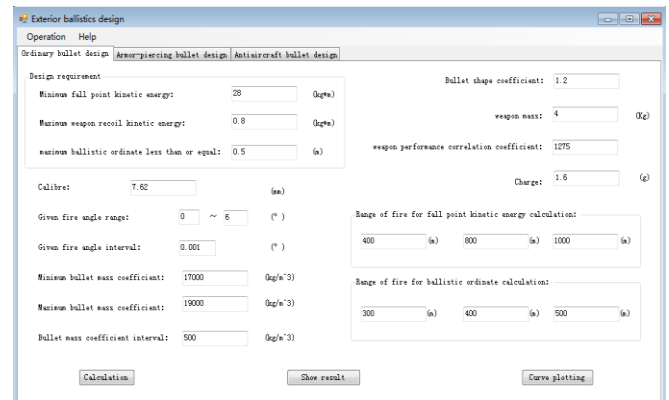 Exterior ballistics design
Operation Help
Ordinary bullet design Armor-piercing bullet design Antiaircraft bullet design
Design requirement
Minimum fall point kinetic energy: 28 (kg*m)
Maximum weapon recoil kinetic energy: 0.8 (kg*m)
maximum ballistic ordinate less than or equal: 0.5 (m)
Calibre: 7.62 (mm)
Given fire angle range: 0 ~ 6 (°)
Given fire angle interval: 0.001 (°)
Minimum bullet mass coefficient: 17000 (kg/m^3)
Maximum bullet mass coefficient: 19000 (kg/m^3)
Bullet mass coefficient interval: 500 (kg/m^3)
Bullet shape coefficient: 1.2
weapon mass: 4 (Kg)
weapon performance correlation coefficient: 1275
Charge: 1.6 (g)
Range of fire for fall point kinetic energy calculation:
400 (m) 800 (m) 1000 (m)
Range of fire for ballistic ordinate calculation:
300 (m) 400 (m) 500 (m)
Calculation Show result Curve plotting